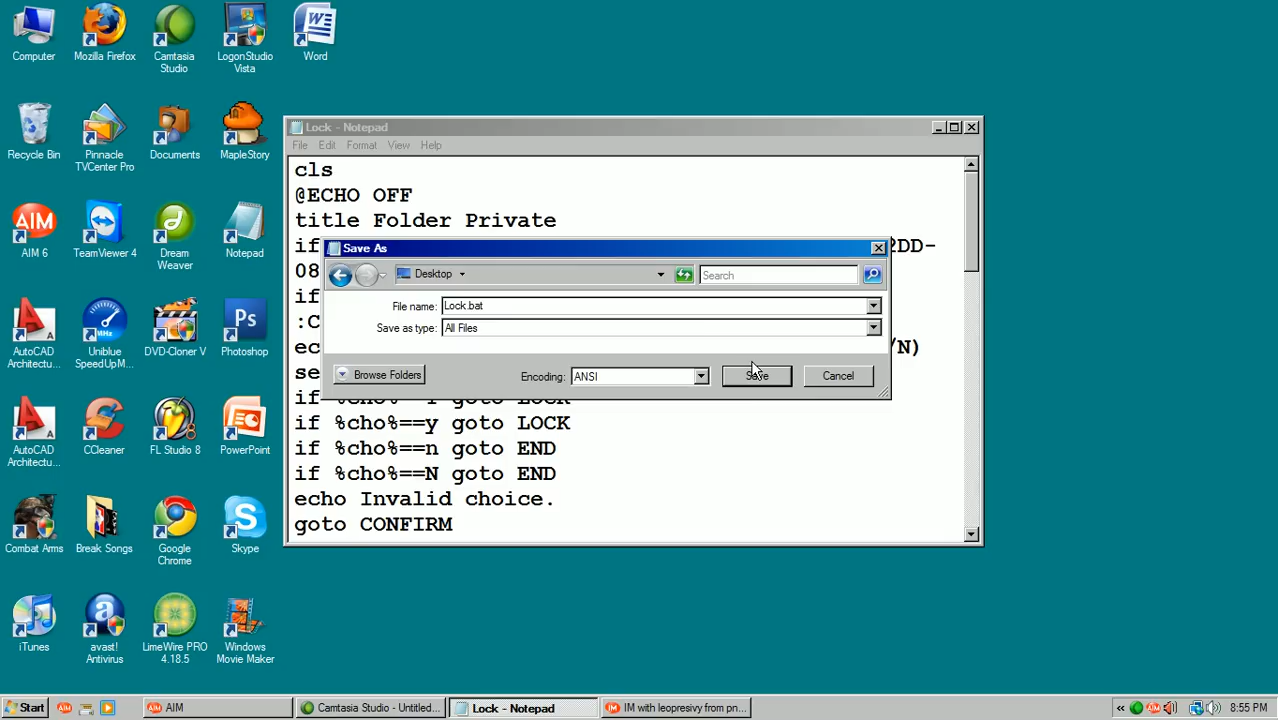 Computer
Mozilla Firefox
Camtasia
Studio
LogonStudio
Vista
Word
Recycle Bin
Pinnacle
TVCenter Pro
Documents
MapleStory
AIM 6
TeamViewer 4
Dream
Weaver
Notepad
AutoCAD
Architectu...
Uniblue
SpeedUpM...
DVD-Cloner V
Photoshop
AutoCAD
Architectu...
CCleaner
FL Studio 8
PowerPoint
Combat Arms
Break Songs
Google
Chrome
Skype
iTunes
avast!
Antivirus
LimeWire PRO
4.18.5
Windows
Movie Maker
Lock - Notepad
File Edit Format View Help
cls
@ECHO OFF
title Folder Private
if 2DD-
08
if
:C
ec /N)
se
if %cho% goto LOCK
if %cho%==y goto LOCK
if %cho%==n goto END
if %cho%==N goto END
echo Invalid choice.
goto CONFIRM
Save As
Desktop
Search
File name: Lock.bat
Save as type: All Files
Browse Folders
Encoding: ANSI
Save
Cancel
Start
AIM
Camtasia Studio - Untitled...
Lock - Notepad
IM with leopresivy from pn...
8:55 PM